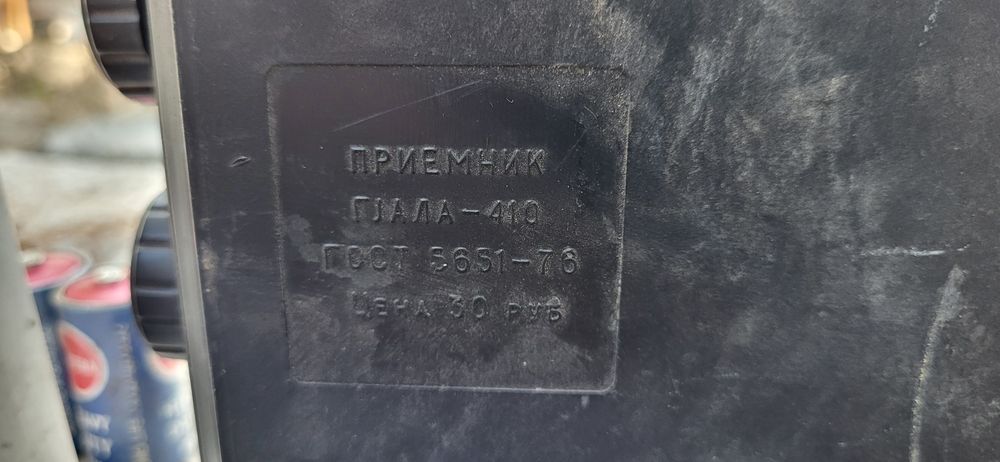 ПРИЕМНИК
ГІАЛА-410
ГОСТ 5651-76
ЦЕНА 30 РУБ